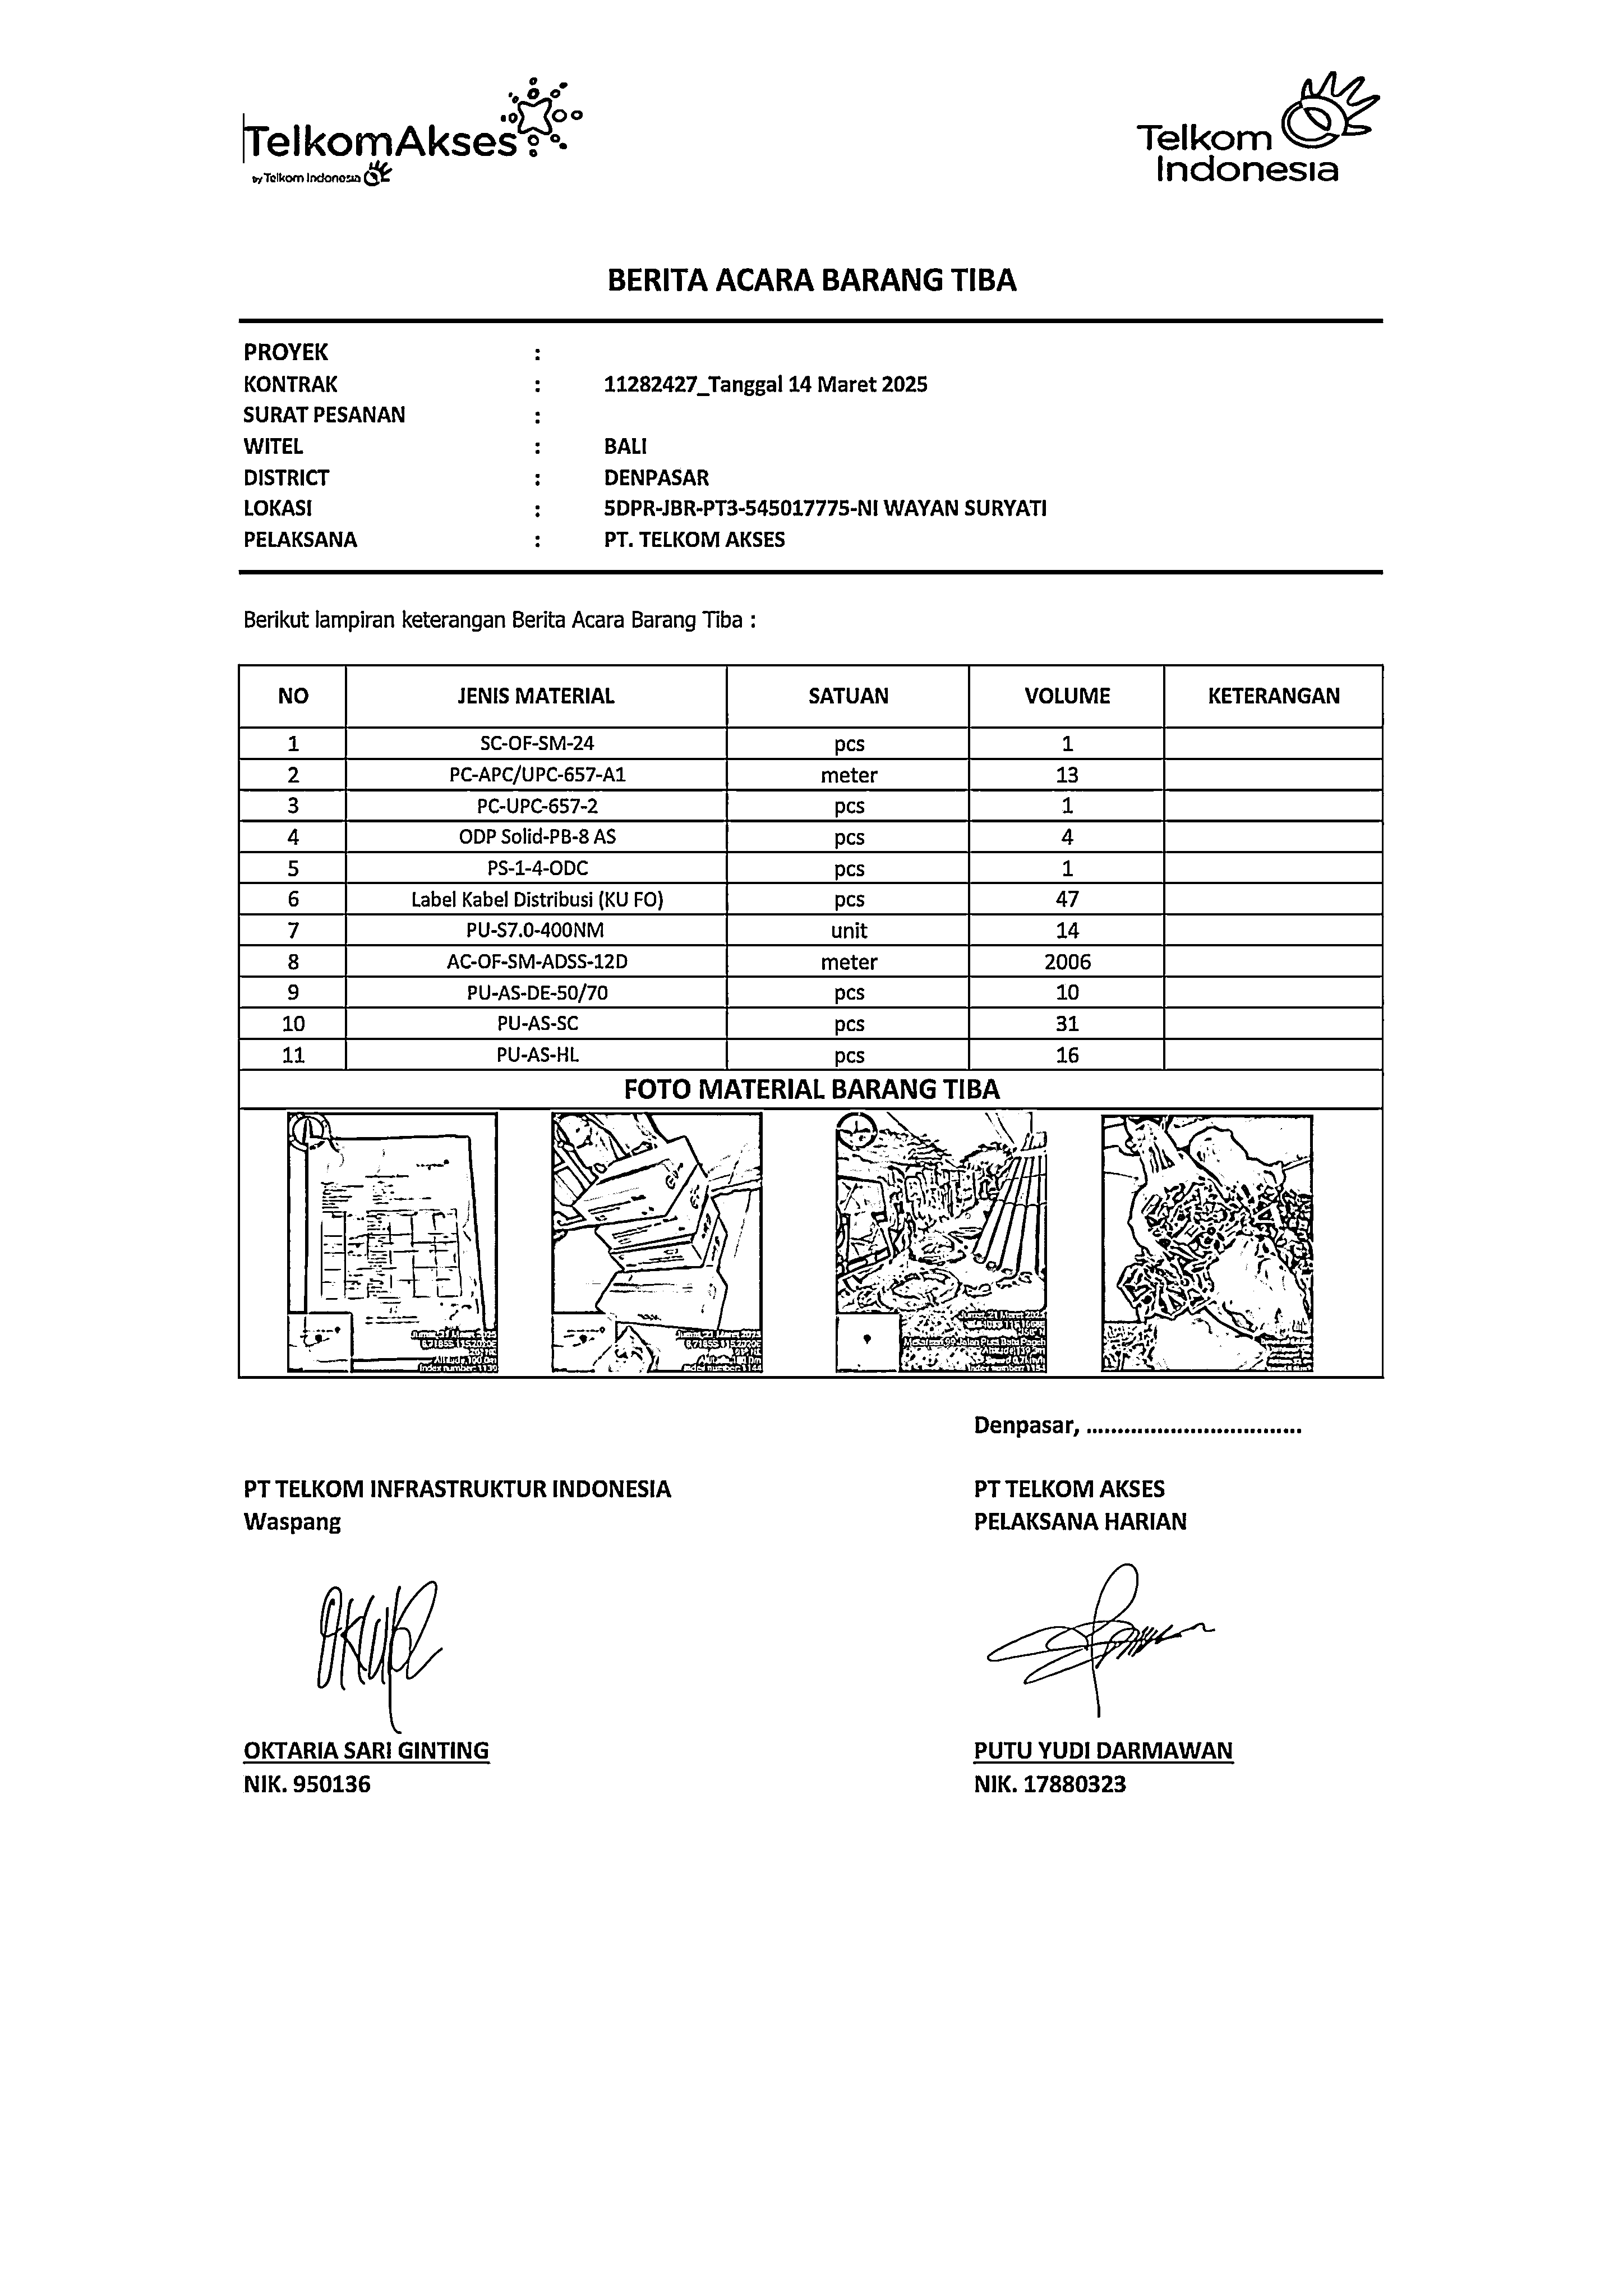 TelkomAkses
by Telkom Indonesia
Telkom
Indonesia
BERITA ACARA BARANG TIBA
PROYEK :
KONTRAK : 11282427_Tanggal 14 Maret 2025
SURAT PESANAN :
WITEL : BALI
DISTRICT : DENPASAR
LOKASI : 5DPR-JBR-PT3-545017775-NI WAYAN SURYATI
PELAKSANA : PT. TELKOM AKSES
Berikut lampiran keterangan Berita Acara Barang Tiba :
NO JENIS MATERIAL SATUAN VOLUME KETERANGAN
1 SC-OF-SM-24 pcs 1
2 PC-APC/UPC-657-A1 meter 13
3 PC-UPC-657-2 pcs 1
4 ODP Solid-PB-8 AS pcs 4
5 PS-1-4-ODC pcs 1
6 Label Kabel Distribusi (KU FO) pcs 47
7 PU-S7.0-400NM unit 14
8 AC-OF-SM-ADSS-12D meter 2006
9 PU-AS-DE-50/70 pcs 10
10 PU-AS-SC pcs 31
11 PU-AS-HL pcs 16
FOTO MATERIAL BARANG TIBA
Denpasar, ..................................
PT TELKOM INFRASTRUKTUR INDONESIA PT TELKOM AKSES
Waspang PELAKSANA HARIAN
OKTARIA SARI GINTING PUTU YUDI DARMAWAN
NIK. 950136 NIK. 17880323